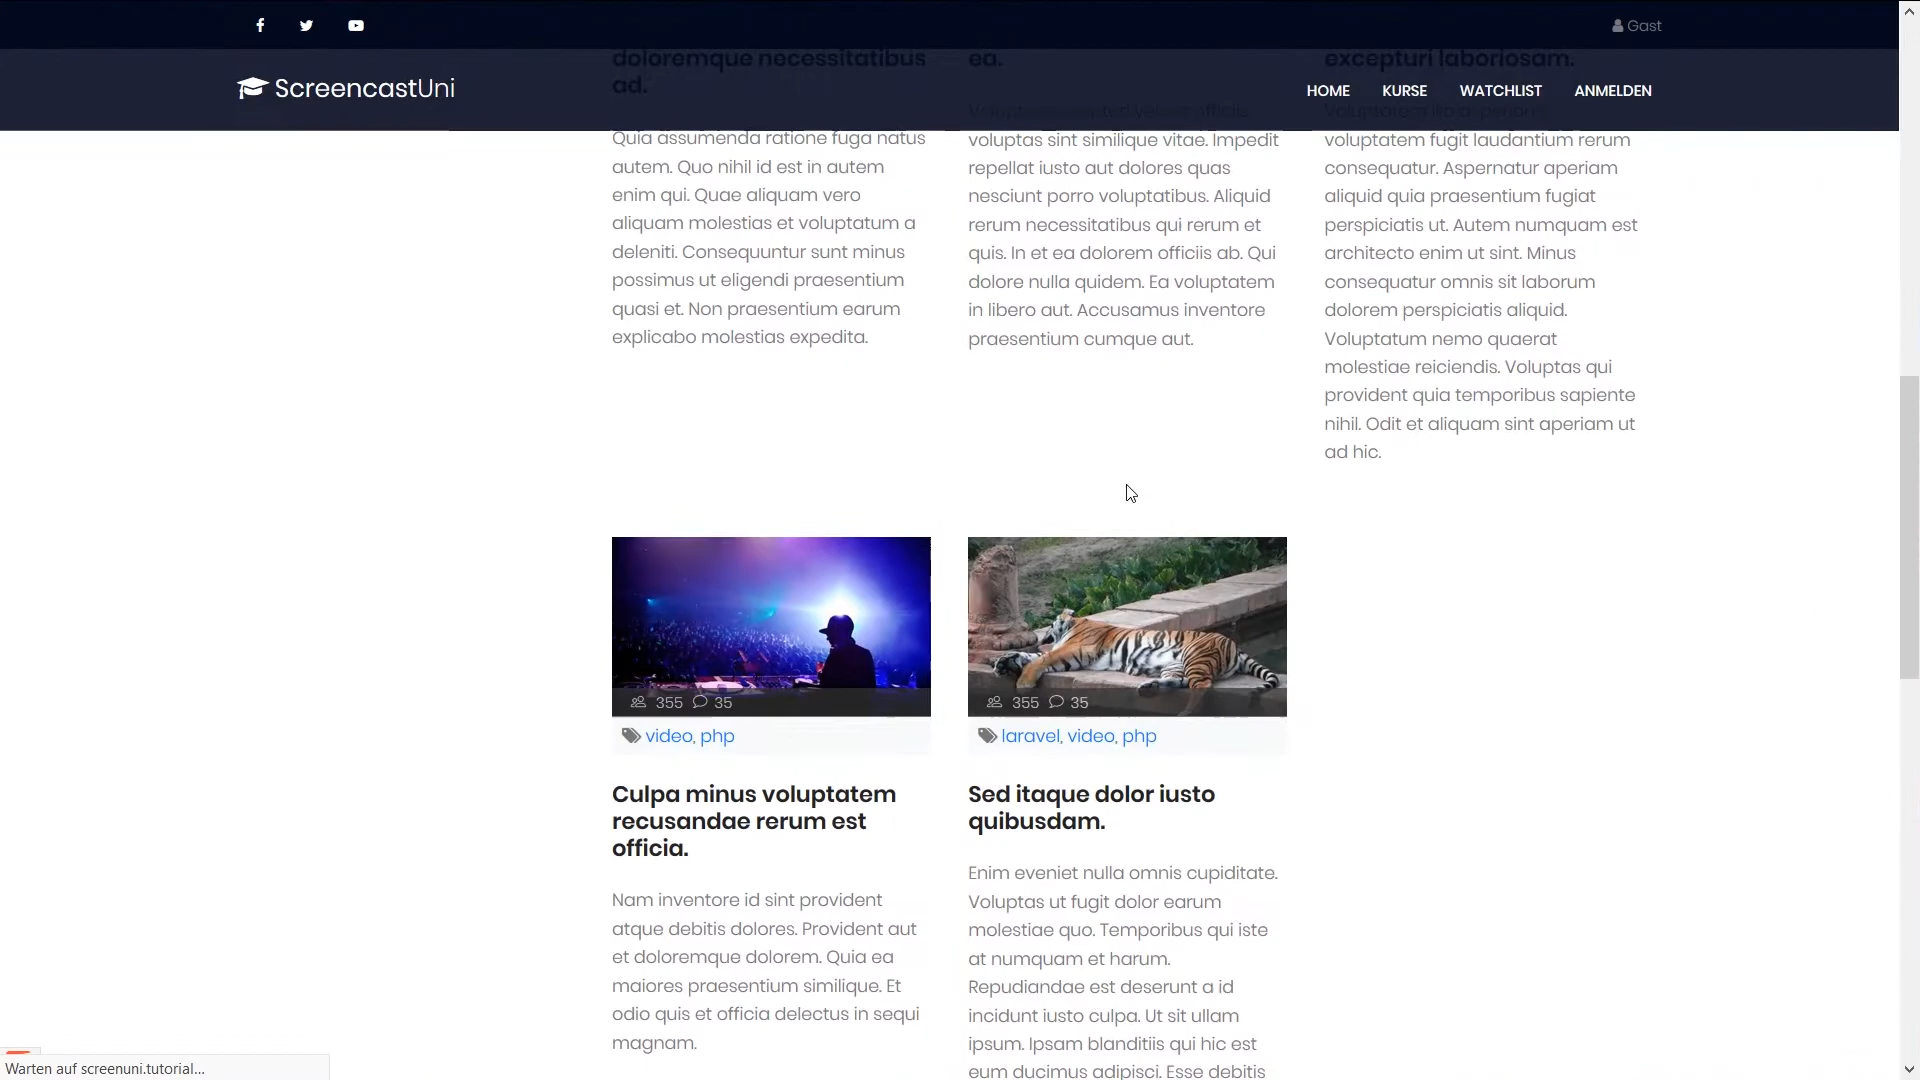 Gast
ScreencastUni
HOME KURSE WATCHLIST ANMELDEN
doloremque necessitatibus
ad.
Quia assumenda ratione fuga natus
autem. Quo nihil id est in autem
enim qui. Quae aliquam vero
aliquam molestias et voluptatum a
deleniti. Consequuntur sunt minus
possimus ut eligendi praesentium
quasi et. Non praesentium earum
explicabo molestias expedita.
ea.
voluptas sint similique vitae. Impedit
repellat iusto aut dolores quas
nesciunt porro voluptatibus. Aliquid
rerum necessitatibus qui rerum et
quis. In et ea dolorem officiis ab. Qui
dolore nulla quidem. Ea voluptatem
in libero aut. Accusamus inventore
praesentium cumque aut.
excepturi laboriosam.
voluptatem fugit laudantium rerum
consequatur. Aspernatur aperiam
aliquid quia praesentium fugiat
perspiciatis ut. Autem numquam est
architecto enim ut sint. Minus
consequatur omnis sit laborum
dolorem perspiciatis aliquid.
Voluptatum nemo quaerat
molestiae reiciendis. Voluptas qui
provident quia temporibus sapiente
nihil. Odit et aliquam sint aperiam ut
ad hic.
355 35
video, php
Culpa minus voluptatem
recusandae rerum est
officia.
Nam inventore id sint provident
atque debitis dolores. Provident aut
et doloremque dolorem. Quia ea
maiores praesentium similique. Et
odio quis et officia delectus in sequi
magnam.
355 35
laravel, video, php
Sed itaque dolor iusto
quibusdam.
Enim eveniet nulla omnis cupiditate.
Voluptas ut fugit dolor earum
molestiae quo. Temporibus qui iste
at numquam et harum.
Repudiandae est deserunt a id
incidunt iusto culpa. Ut sit ullam
ipsum. Ipsam blanditiis qui hic est
eum ducimus adipisci. Esse debitis
Warten auf screenuni.tutorial...